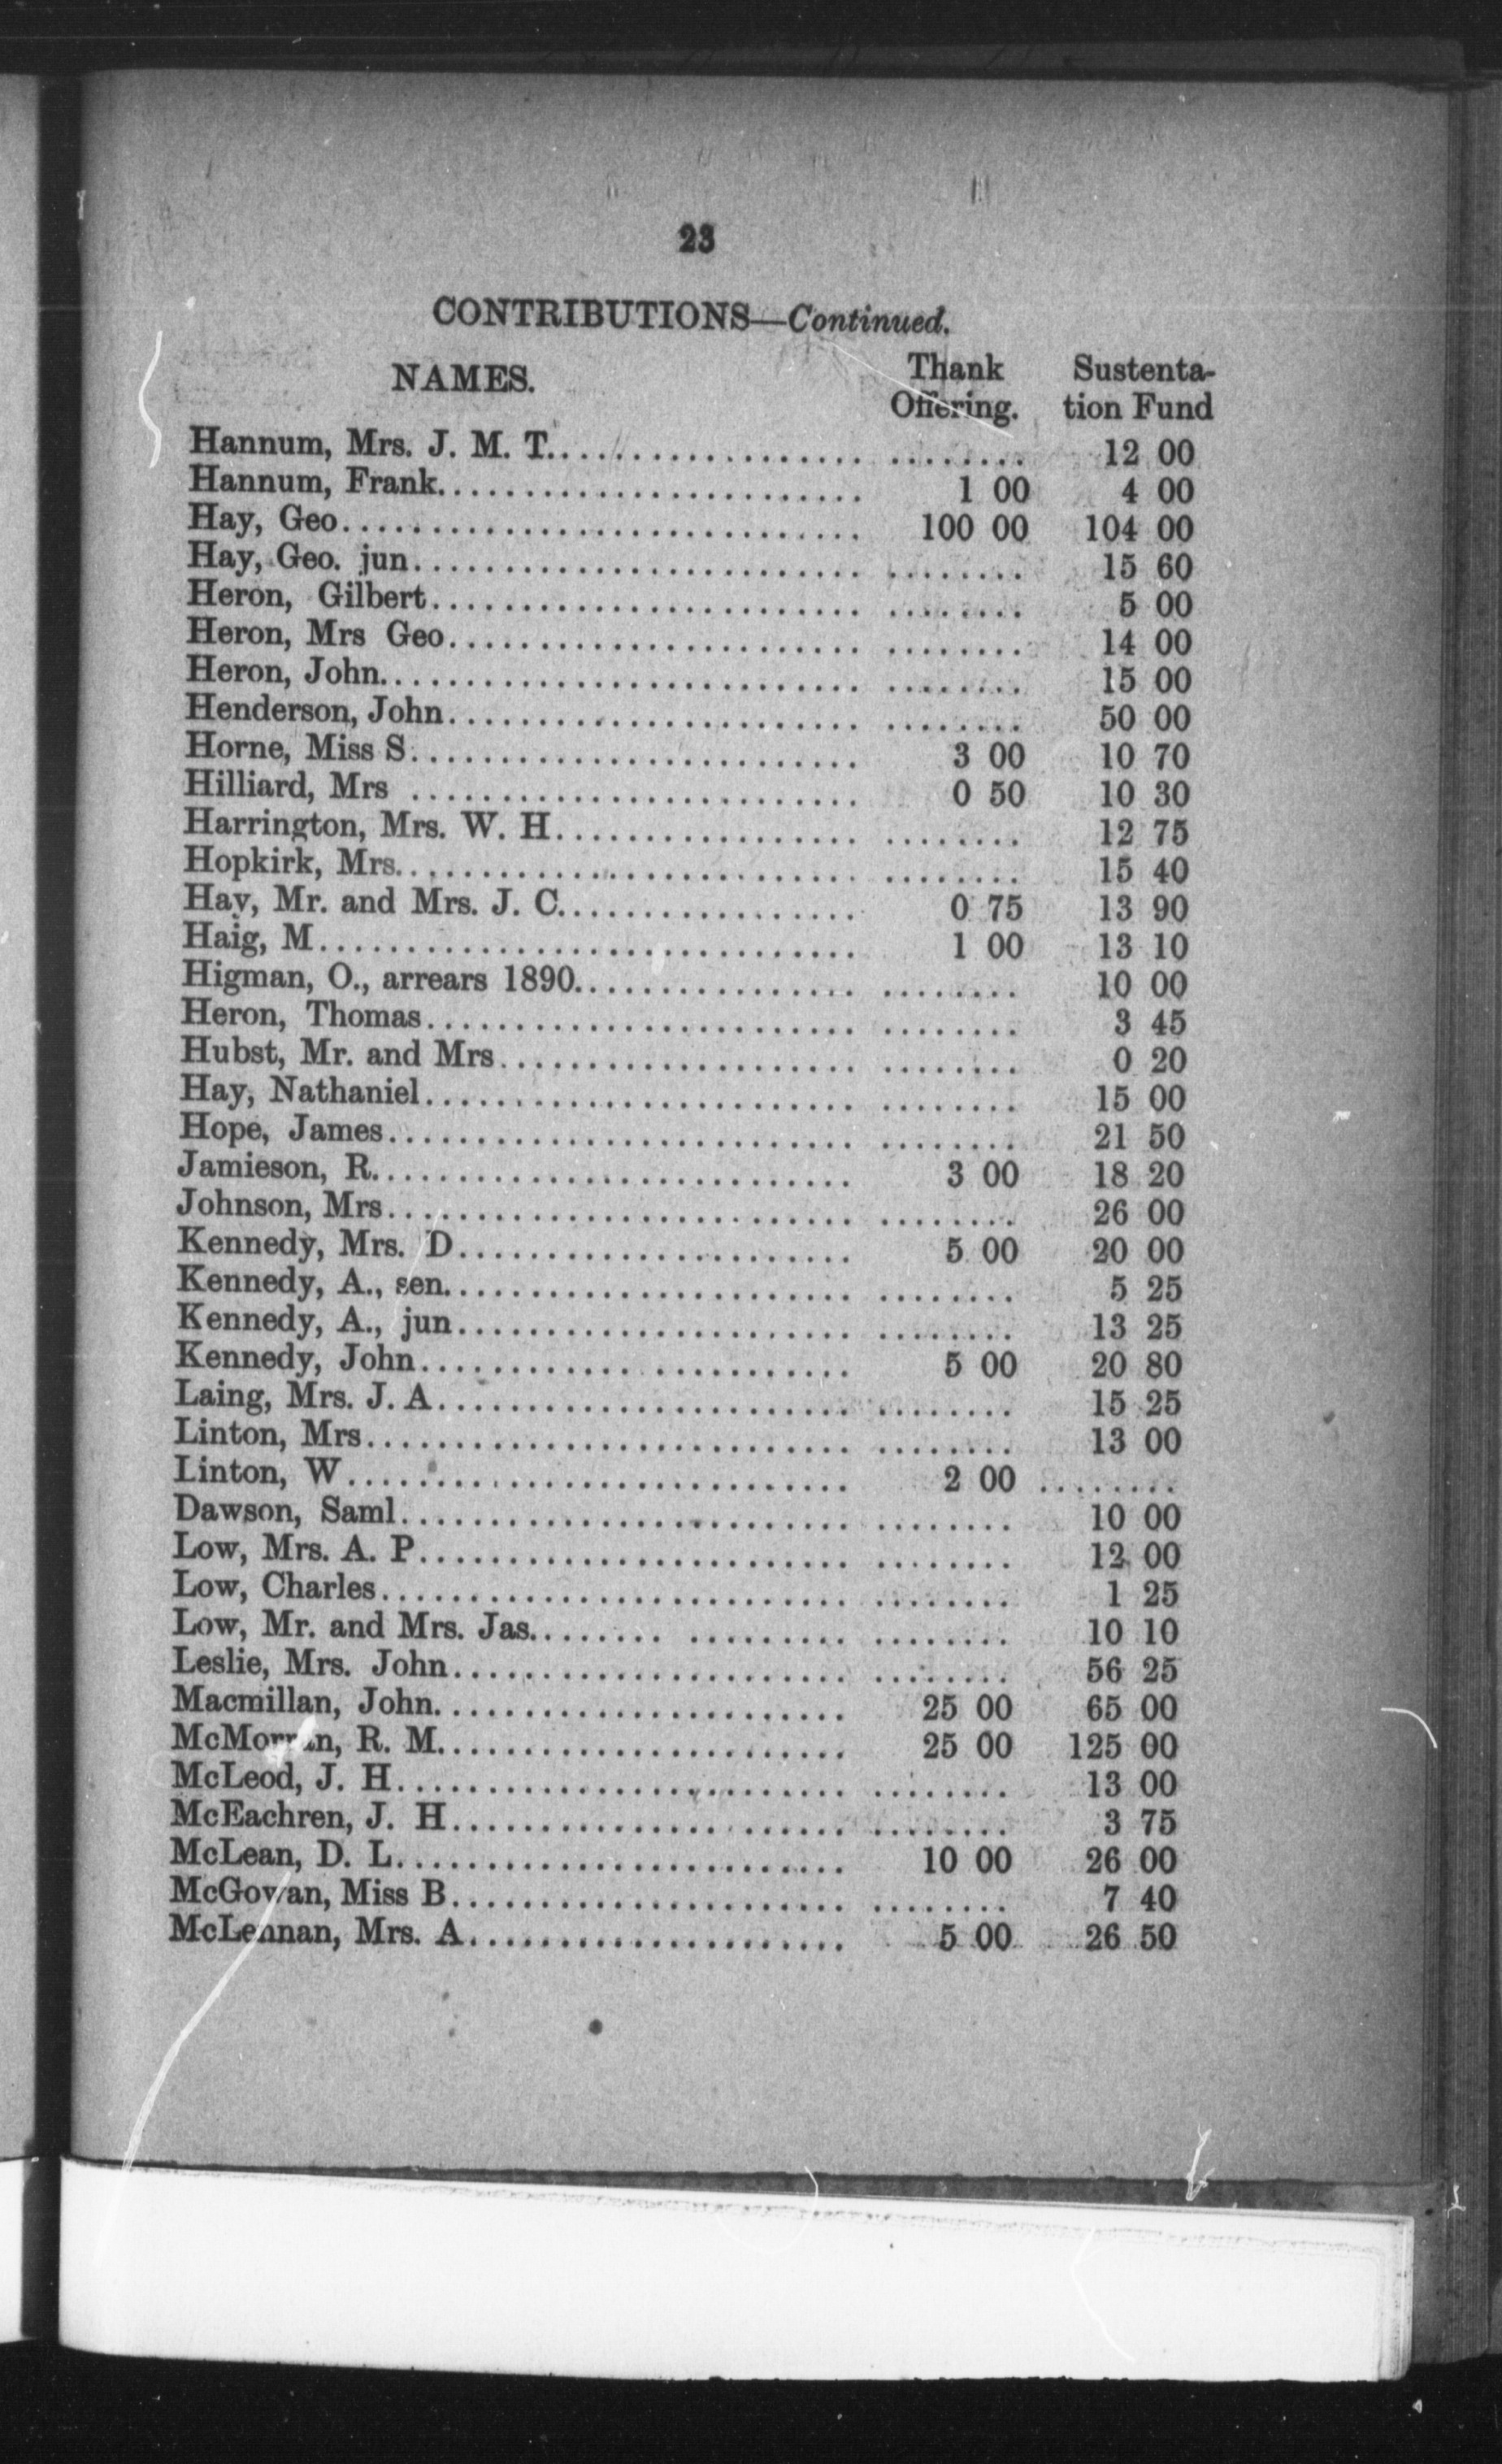 23
CONTRIBUTIONS—Continued.
NAMES. Thank Offering. Sustenta-tion Fund
Hannum, Mrs. J. M. T. 12 00
Hannum, Frank 1 00 4 00
Hay, Geo 100 00 104 00
Hay, Geo. jun 15 60
Heron, Gilbert 5 00
Heron, Mrs Geo 14 00
Heron, John 15 00
Henderson, John 50 00
Horne, Miss S 3 00 10 70
Hilliard, Mrs 0 50 10 30
Harrington, Mrs. W. H 12 75
Hopkirk, Mrs 15 40
Hay, Mr. and Mrs. J. C 0 75 13 90
Haig, M 1 00 13 10
Higman, O., arrears 1890 10 00
Heron, Thomas 3 45
Hubst, Mr. and Mrs 0 20
Hay, Nathaniel 15 00
Hope, James 21 50
Jamieson, R 3 00 18 20
Johnson, Mrs 26 00
Kennedy, Mrs. D 5 00 20 00
Kennedy, A., sen 5 25
Kennedy, A., jun 13 25
Kennedy, John 5 00 20 80
Laing, Mrs. J. A 15 25
Linton, Mrs 13 00
Linton, W 2 00
Dawson, Saml 10 00
Low, Mrs. A. P 12 00
Low, Charles 1 25
Low, Mr. and Mrs. Jas 10 10
Leslie, Mrs. John 56 25
Macmillan, John 25 00 65 00
McMorran, R. M 25 00 125 00
McLeod, J. H 13 00
McEachren, J. H 3 75
McLean, D. L 10 00 26 00
McGowan, Miss B 7 40
McLennan, Mrs. A 5 00 26 50